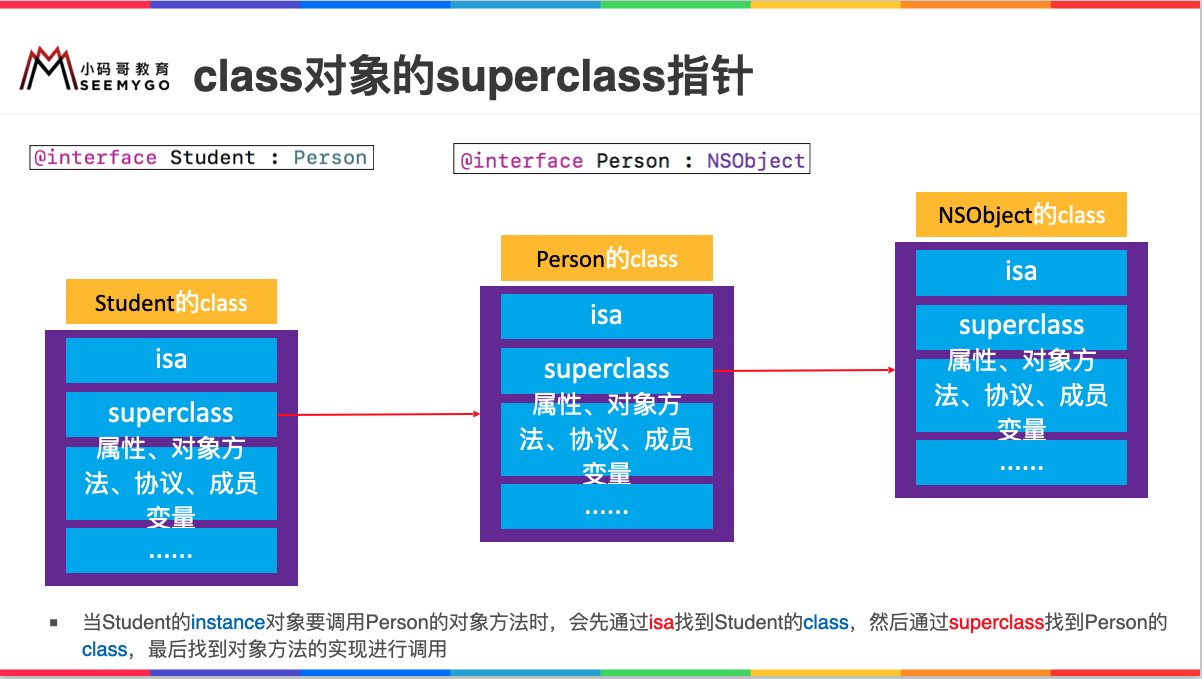 小码哥教育
SEEMYGO
class对象的superclass指针
@interface Student : Person
@interface Person : NSObject
Student的class
isa
superclass
属性、对象方
法、协议、成员
变量
......
Person的class
isa
superclass
属性、对象方
法、协议、成员
变量
......
NSObject的class
isa
superclass
属性、对象方
法、协议、成员
变量
......
▪ 当Student的instance对象要调用Person的对象方法时，会先通过isa找到Student的class，然后通过superclass找到Person的
class，最后找到对象方法的实现进行调用